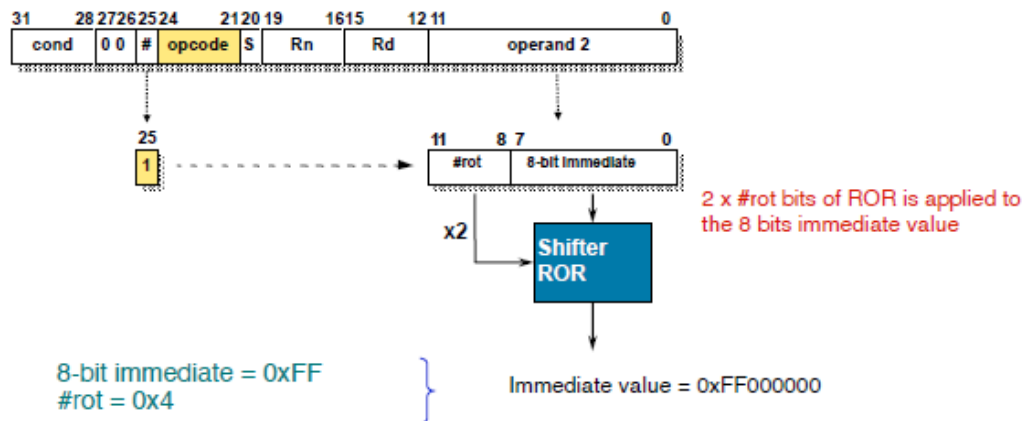 31 28 27 26 25 24 21 20 19 16 15 12 11 0
cond 0 0 # opcode S Rn Rd operand 2
25 11 8 7 0
1 #rot 8-bit immediate
2 x #rot bits of ROR is applied to
the 8 bits immediate value
x2
Shifter
ROR
8-bit immediate = 0xFF
#rot = 0x4
Immediate value = 0xFF000000